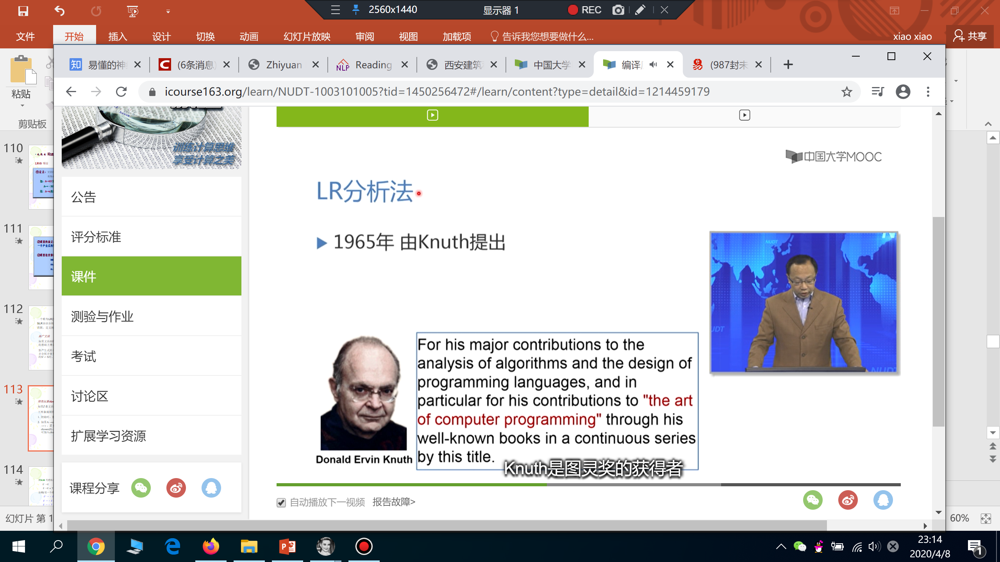 2560x1440
显示器 1
REC
文件
开始
插入
设计
切换
动画
幻灯片放映
审阅
视图
加载项
告诉我您想要做什么...
xiao xiao
共享
粘贴
剪贴板
易懂的神
(6条消息)
Zhiyuan
Reading
西安建筑
中国大学
编译
(987封未
icourse163.org/learn/NUDT-1003101005?tid=1450256472#/learn/content?type=detail&id=1214459179
训练计算思维
享受计算之美
公告
评分标准
课件
测验与作业
考试
讨论区
扩展学习资源
课程分享
中国大学MOOC
LR分析法
1965年 由Knuth提出
NUDT
Donald Ervin Knuth
For his major contributions to the
analysis of algorithms and the design of
programming languages, and in
particular for his contributions to "the art
of computer programming" through his
well-known books in a continuous series
by this title.
Knuth是图灵奖的获得者
自动播放下一视频 报告故障>
110
LR(0) 项目
111
112
拓广文法
113
114
幻灯片 第 1
60%
23:14
2020/4/8
1